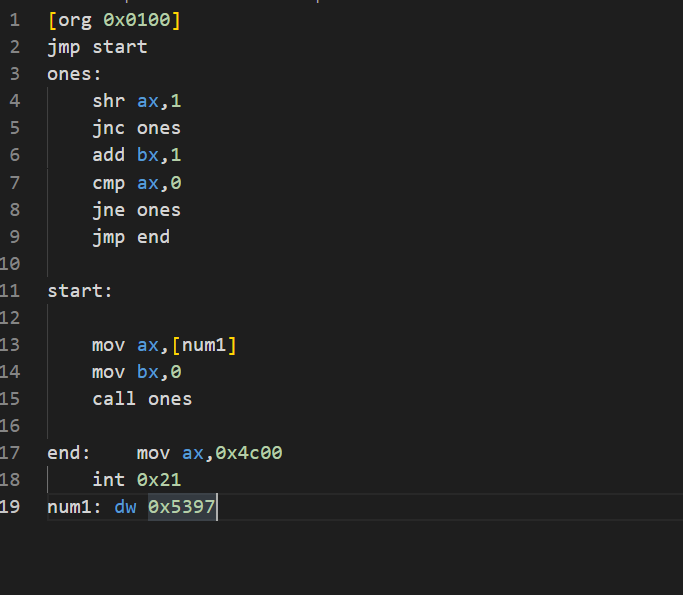 1 [org 0x0100]
2 jmp start
3 ones:
4     shr ax,1
5     jnc ones
6     add bx,1
7     cmp ax,0
8     jne ones
9     jmp end
10
11 start:
12
13     mov ax,[num1]
14     mov bx,0
15     call ones
16
17 end:    mov ax,0x4c00
18     int 0x21
19 num1: dw 0x5397